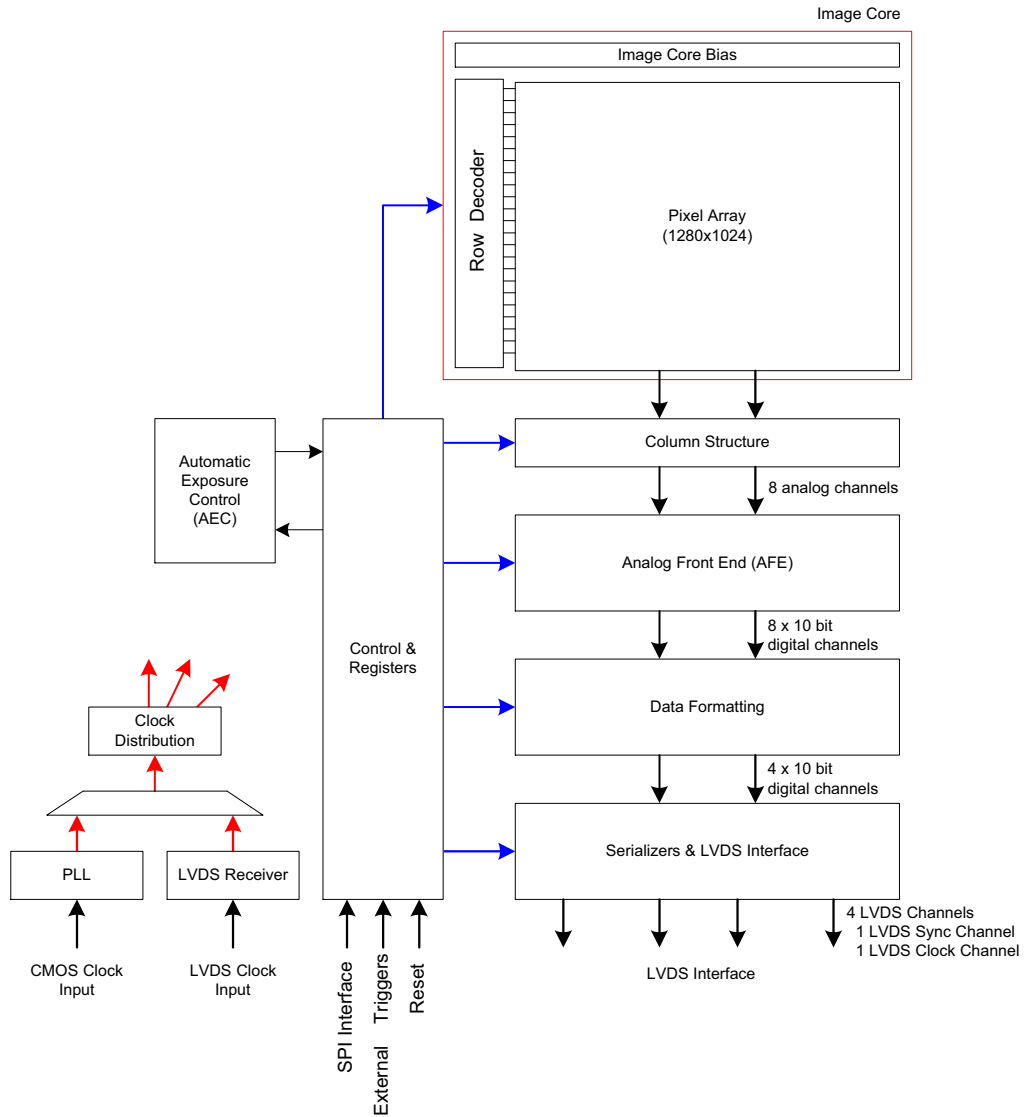 Image Core
Image Core Bias
Row Decoder
Pixel Array
(1280x1024)
Column Structure
8 analog channels
Automatic
Exposure
Control
(AEC)
Analog Front End (AFE)
8 x 10 bit
digital channels
Control &
Registers
Data Formatting
Clock
Distribution
4 x 10 bit
digital channels
Serializers & LVDS Interface
PLL
LVDS Receiver
4 LVDS Channels
1 LVDS Sync Channel
1 LVDS Clock Channel
CMOS Clock
Input
LVDS Clock
Input
SPI Interface
External Triggers
Reset
LVDS Interface